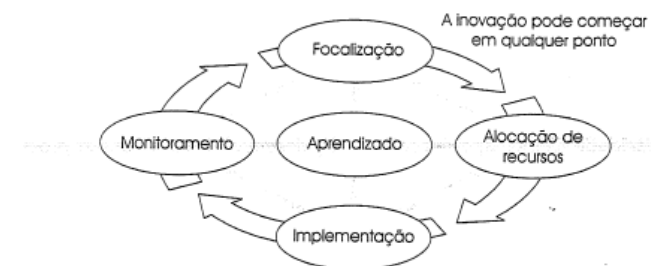 A inovação pode começar
em qualquer ponto
Focalização
Monitoramento
Aprendizado
Alocação de
recursos
Implementação